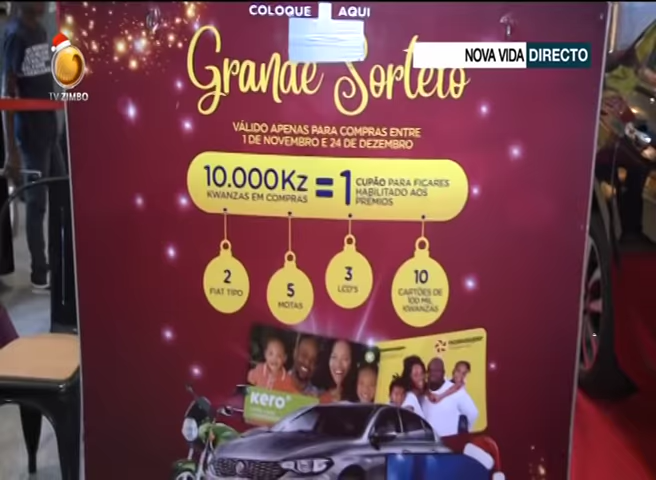 COLOQUE AQUI
Grande Sorteio
NOVA VIDA DIRECTO
TV ZIMBO
VÁLIDO APENAS PARA COMPRAS ENTRE
1 DE NOVEMBRO E 24 DE DEZEMBRO
10.000 Kz = 1
KWANZAS EM COMPRAS
CUPÃO PARA FICARES
HABILITADO AOS
PRÉMIOS
2
FIAT TIPO
5
MOTAS
3
LCD'S
10
CARTÕES DE
100 MIL
KWANZAS
kero